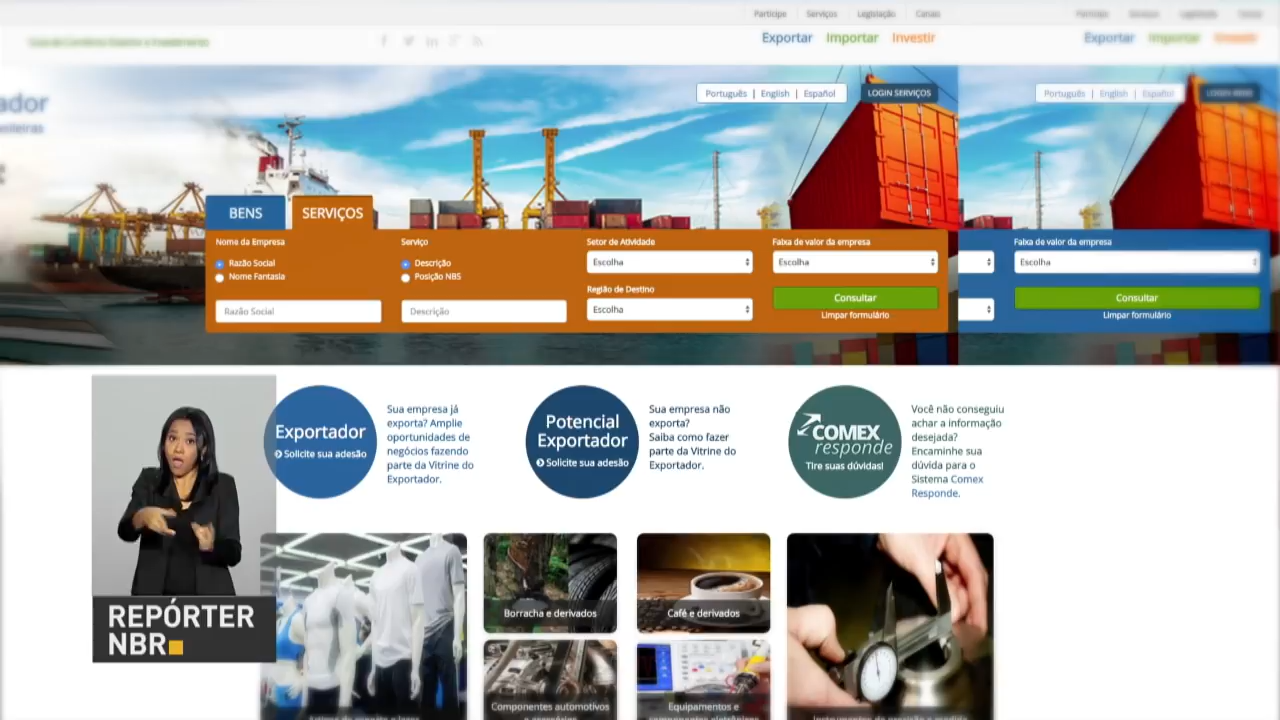 Participe Serviços Legislação Canais
Exportar Importar Investir
Exportar Importar Investir
ador
Português | English | Español LOGIN SERVIÇOS
Português | English | Español
BENS SERVIÇOS
Nome da Empresa
Razão Social
Nome Fantasia
Razão Social
Serviço
Descrição
Posição NBS
Descrição
Setor de Atividade
Escolha
Região de Destino
Escolha
Faixa de valor da empresa
Escolha
Consultar
Limpar formulário
Faixa de valor da empresa
Escolha
Consultar
Limpar formulário
Exportador
Solicite sua adesão
Sua empresa já
exporta? Amplie
oportunidades de
negócios fazendo
parte da Vitrine do
Exportador.
Potencial
Exportador
Solicite sua adesão
Sua empresa não
exporta?
Saiba como fazer
parte da Vitrine do
Exportador.
COMEX
responde
Tire suas dúvidas!
Você não conseguiu
achar a informação
desejada?
Encaminhe sua
dúvida para o
Sistema Comex
Responde.
Borracha e derivados
Café e derivados
Componentes automotivos
Equipamentos e
REPÓRTER
NBR